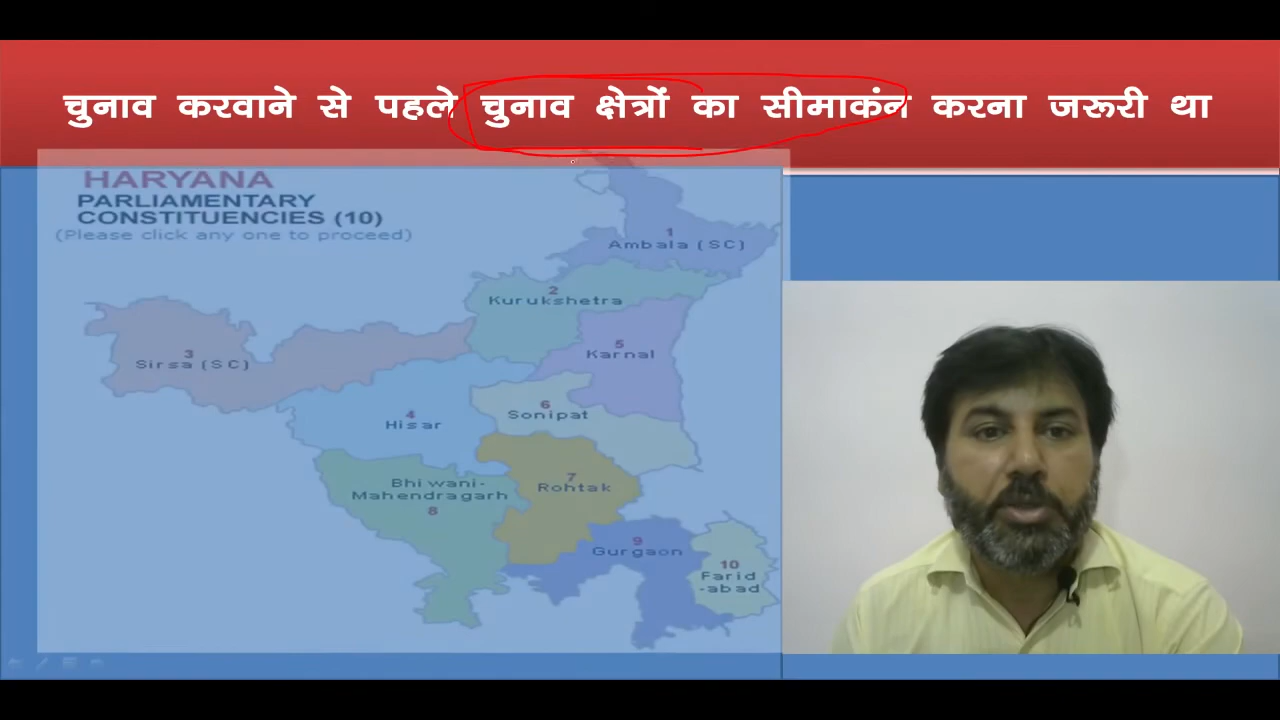 चुनाव करवाने से पहले चुनाव क्षेत्रों का सीमाकंन करना जरूरी था
HARYANA
PARLIAMENTARY
CONSTITUENCIES (10)
(Please click any one to proceed)
1
Ambala (SC)
2
Kurukshetra
3
Sirsa (SC)
5
Karnal
4
Hisar
6
Sonipat
7
Rohtak
Bhiwani-
Mahendragarh
8
9
Gurgaon
10
Farid
-abad